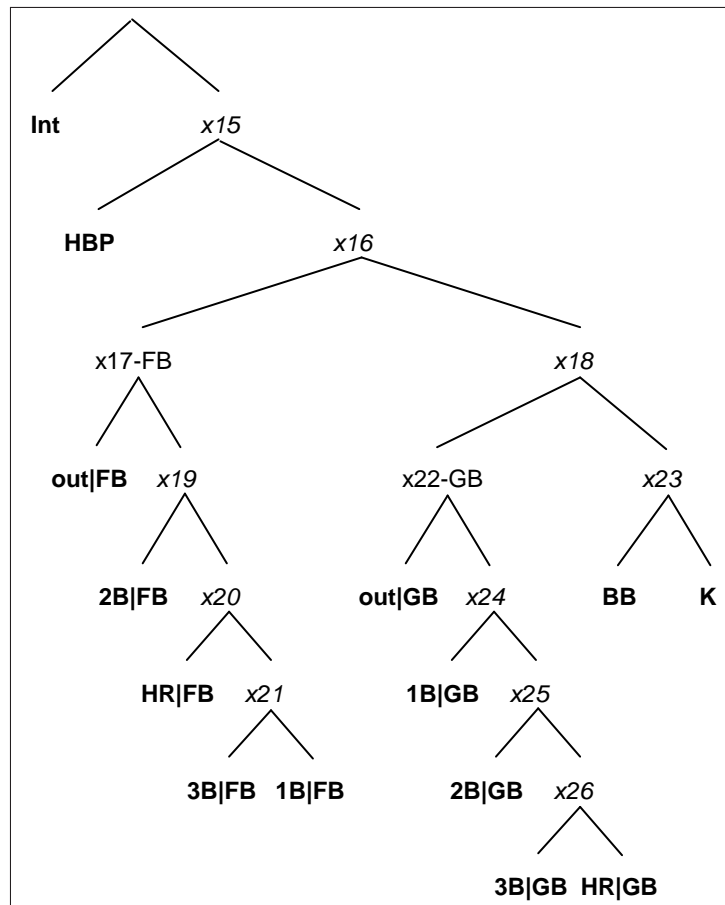 Int x15
HBP x16
x17-FB x18
out|FB x19 x22-GB x23
2B|FB x20 out|GB x24 BB K
HR|FB x21 1B|GB x25
3B|FB 1B|FB 2B|GB x26
3B|GB HR|GB